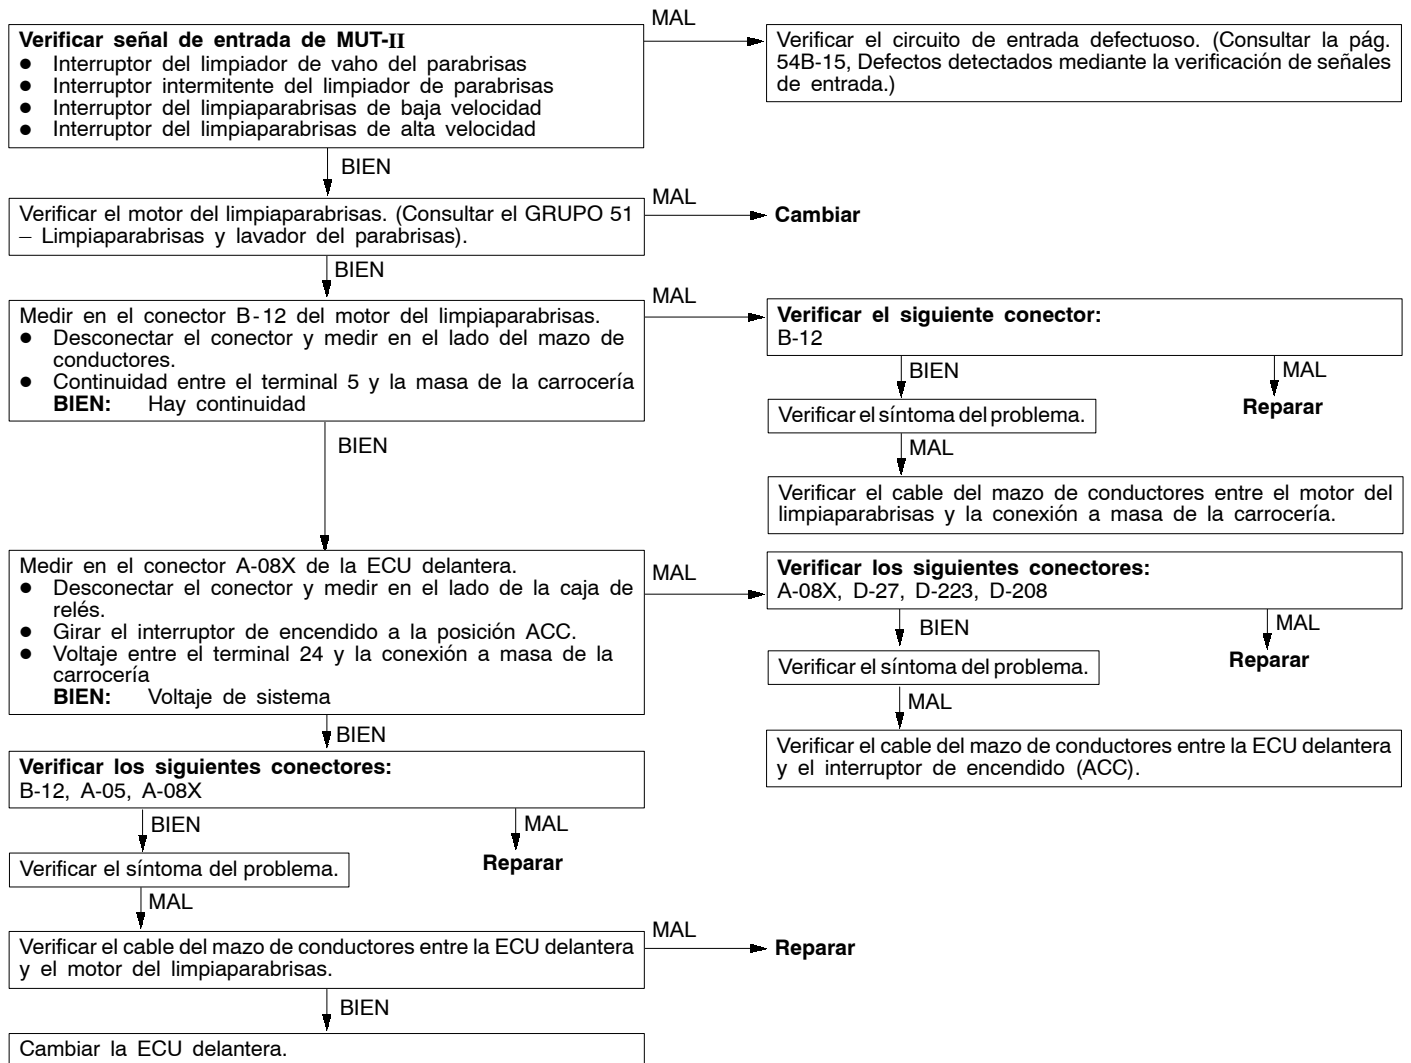 MAL
Verificar señal de entrada de MUT-II
● Interruptor del limpiador de vaho del parabrisas
● Interruptor intermitente del limpiador de parabrisas
● Interruptor del limpiaparabrisas de baja velocidad
● Interruptor del limpiaparabrisas de alta velocidad
Verificar el circuito de entrada defectuoso. (Consultar la pág.
54B-15, Defectos detectados mediante la verificación de señales
de entrada.)
BIEN
Verificar el motor del limpiaparabrisas. (Consultar el GRUPO 51
– Limpiaparabrisas y lavador del parabrisas).
MAL
Cambiar
BIEN
Medir en el conector B-12 del motor del limpiaparabrisas.
● Desconectar el conector y medir en el lado del mazo de
conductores.
● Continuidad entre el terminal 5 y la masa de la carrocería
BIEN: Hay continuidad
MAL
Verificar el siguiente conector:
B-12
BIEN
MAL
Verificar el síntoma del problema.
Reparar
MAL
Verificar el cable del mazo de conductores entre el motor del
limpiaparabrisas y la conexión a masa de la carrocería.
BIEN
Medir en el conector A-08X de la ECU delantera.
● Desconectar el conector y medir en el lado de la caja de
relés.
● Girar el interruptor de encendido a la posición ACC.
● Voltaje entre el terminal 24 y la conexión a masa de la
carrocería
BIEN: Voltaje de sistema
MAL
Verificar los siguientes conectores:
A-08X, D-27, D-223, D-208
BIEN
MAL
Verificar el síntoma del problema.
Reparar
MAL
Verificar el cable del mazo de conductores entre la ECU delantera
y el interruptor de encendido (ACC).
BIEN
Verificar los siguientes conectores:
B-12, A-05, A-08X
BIEN
MAL
Verificar el síntoma del problema.
Reparar
MAL
Verificar el cable del mazo de conductores entre la ECU delantera
y el motor del limpiaparabrisas.
MAL
Reparar
BIEN
Cambiar la ECU delantera.